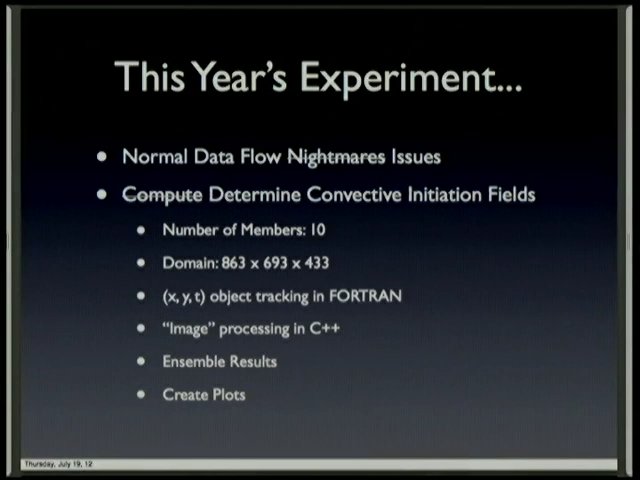 This Year's Experiment...
Normal Data Flow Nightmares Issues
Compute Determine Convective Initiation Fields
Number of Members: 10
Domain: 863 x 693 x 433
(x, y, t) object tracking in FORTRAN
“Image” processing in C++
Ensemble Results
Create Plots
Thursday, July 19, 12